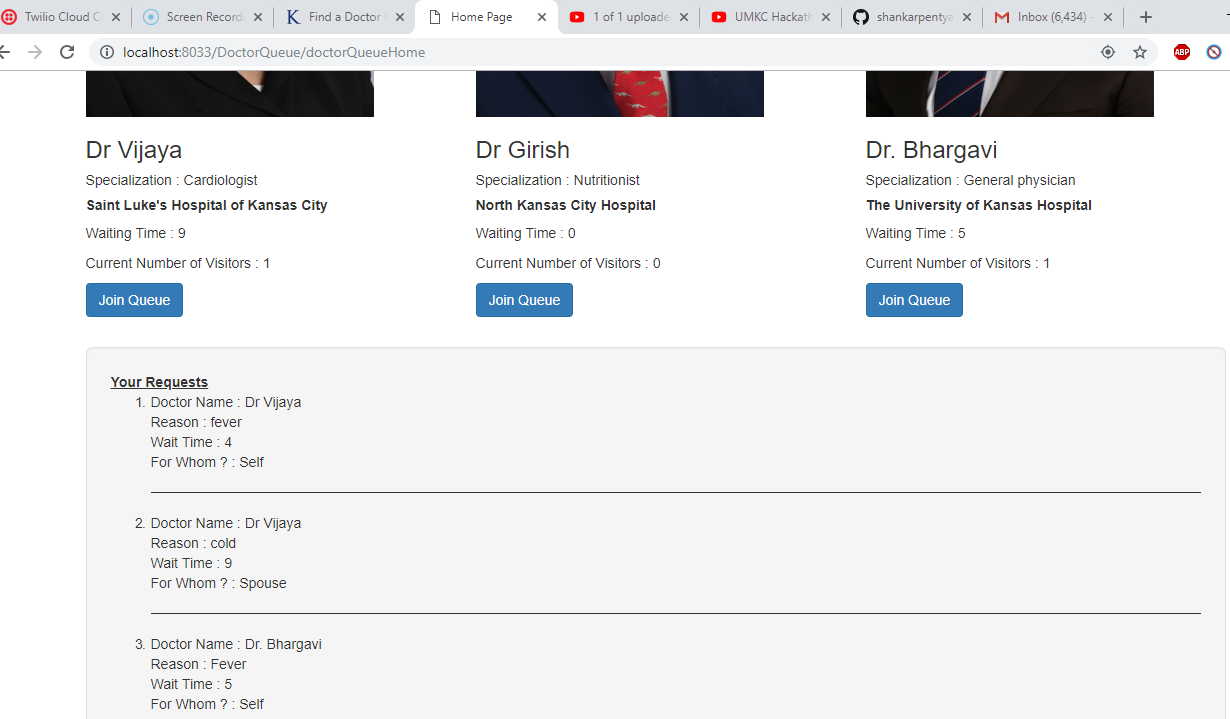 Twilio Cloud C
Screen Record
Find a Doctor
Home Page
1 of 1 uploade
UMKC Hackath
shankarpentya
Inbox (6,434) -
localhost:8033/DoctorQueue/doctorQueueHome
ABP
Dr Vijaya
Specialization : Cardiologist
Saint Luke's Hospital of Kansas City
Waiting Time : 9
Current Number of Visitors : 1
Join Queue
Dr Girish
Specialization : Nutritionist
North Kansas City Hospital
Waiting Time : 0
Current Number of Visitors : 0
Join Queue
Dr. Bhargavi
Specialization : General physician
The University of Kansas Hospital
Waiting Time : 5
Current Number of Visitors : 1
Join Queue
Your Requests
1. Doctor Name : Dr Vijaya
Reason : fever
Wait Time : 4
For Whom ? : Self
2. Doctor Name : Dr Vijaya
Reason : cold
Wait Time : 9
For Whom ? : Spouse
3. Doctor Name : Dr. Bhargavi
Reason : Fever
Wait Time : 5
For Whom ? : Self